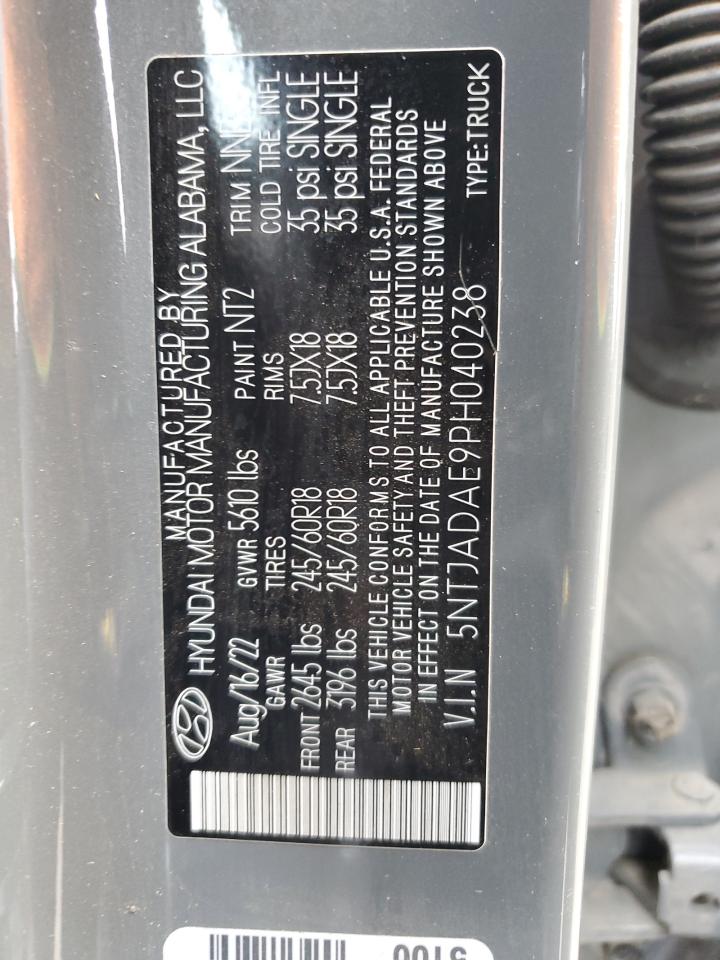 MANUFACTURED BY
HYUNDAI MOTOR MANUFACTURING ALABAMA, LLC
Aug/16/22 GVWR 5610 lbs PAINT NT2 TRIM
GAWR TIRES RIMS COLD TIRE INFL
FRONT 2645 lbs 245/60R18 7.5JX18 35 psi SINGLE
REAR 3196 lbs 245/60R18 7.5JX18 35 psi SINGLE
THIS VEHICLE CONFORMS TO ALL APPLICABLE U.S.A. FEDERAL
MOTOR VEHICLE SAFETY AND THEFT PREVENTION STANDARDS
IN EFFECT ON THE DATE OF MANUFACTURE SHOWN ABOVE
V.I.N 5NTJADAE9PH040238 TYPE:TRUCK